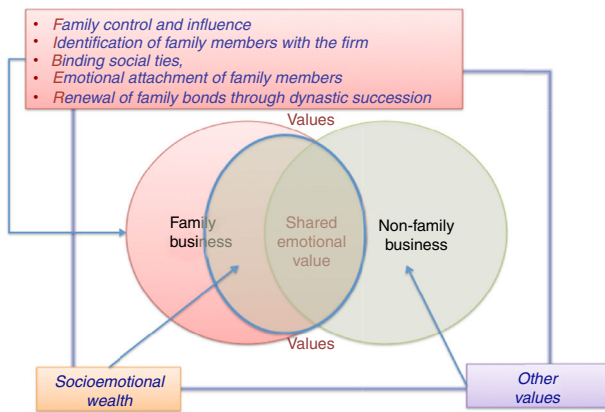 • Family control and influence
• Identification of family members with the firm
• Binding social ties,
• Emotional attachment of family members
• Renewal of family bonds through dynastic succession
Values
Family
business
Shared
emotional
value
Non-family
business
Values
Socioemotional
wealth
Other
values